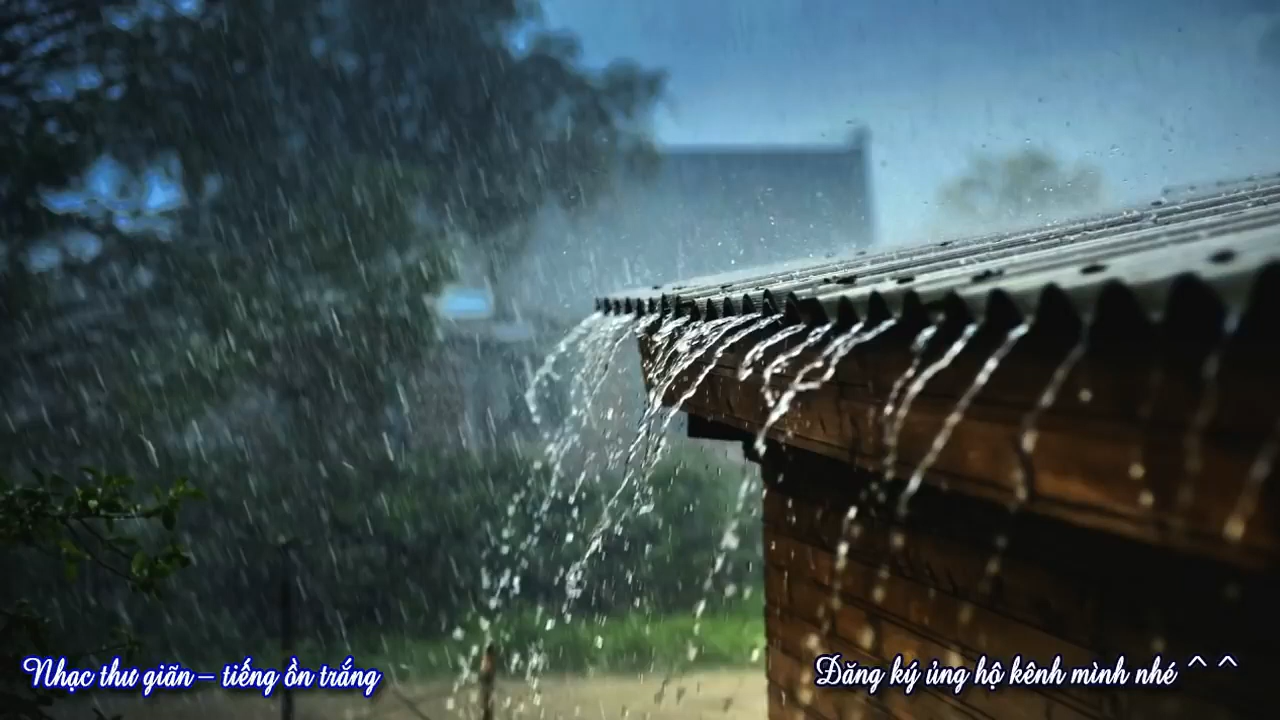 Nhạc thư giãn – tiếng ồn trắng
Đăng ký ủng hộ kênh mình nhé ^ ^